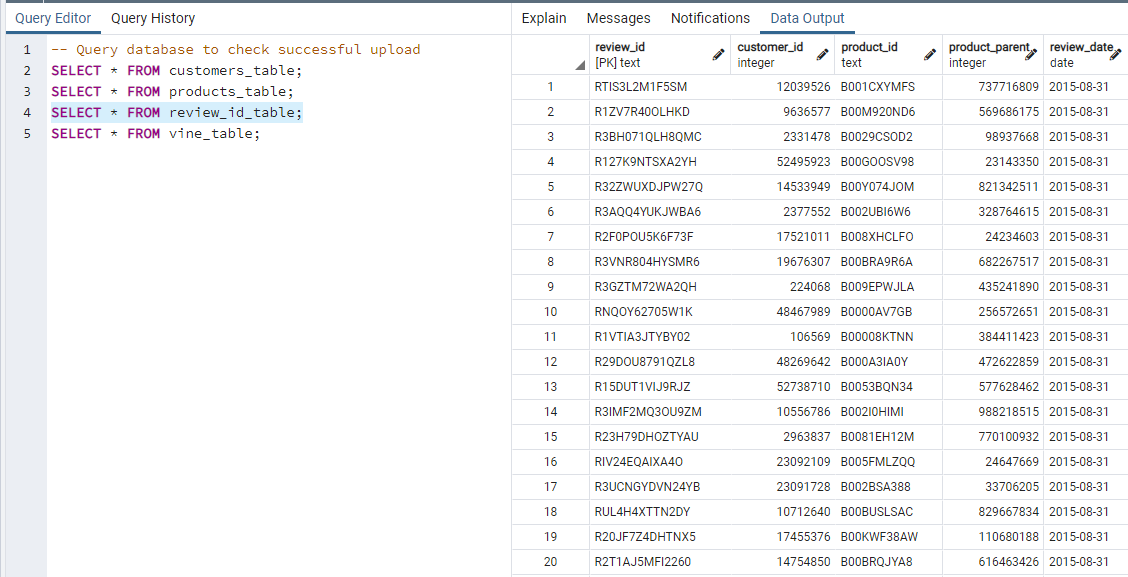 Query Editor Query History
1 -- Query database to check successful upload
2 SELECT * FROM customers_table;
3 SELECT * FROM products_table;
4 SELECT * FROM review_id_table;
5 SELECT * FROM vine_table;
Explain Messages Notifications Data Output
review_id customer_id product_id product_parent review_date
[PK] text integer text integer date
1 RTIS3L2M1F5SM 12039526 B001CXYMFS 737716809 2015-08-31
2 R1ZV7R40OLHKD 9636577 B00M920ND6 569686175 2015-08-31
3 R3BH071QLH8QMC 2331478 B0029CSOD2 98937668 2015-08-31
4 R127K9NTSXA2YH 52495923 B00GOOSV98 23143350 2015-08-31
5 R32ZWUXDJPW27Q 14533949 B00Y074JOM 821342511 2015-08-31
6 R3AQQ4YUKJWBA6 2377552 B002UBI6W6 328764615 2015-08-31
7 R2F0POU5K6F73F 17521011 B008XHCLFO 24234603 2015-08-31
8 R3VNR804HYSMR6 19676307 B00BRA9R6A 682267517 2015-08-31
9 R3GZTM72WA2QH 224068 B009EPWJLA 435241890 2015-08-31
10 RNQOY62705W1K 48467989 B0000AV7GB 256572651 2015-08-31
11 R1VTIA3JTYBY02 106569 B00008KTNN 384411423 2015-08-31
12 R29DOU8791QZL8 48269642 B000A3IA0Y 472622859 2015-08-31
13 R15DUT1VIJ9RJZ 52738710 B0053BQN34 577628462 2015-08-31
14 R3IMF2MQ3OU9ZM 10556786 B002I0HIMI 988218515 2015-08-31
15 R23H79DHOZTYAU 2963837 B0081EH12M 770100932 2015-08-31
16 RIV24EQAIXA4O 23092109 B005FMLZQQ 24647669 2015-08-31
17 R3UCNGYDVN24YB 23091728 B002BSA388 33706205 2015-08-31
18 RUL4H4XTTN2DY 10712640 B00BUSLSAC 829667834 2015-08-31
19 R20JF7Z4DHTNX5 17455376 B00KWF38AW 110680188 2015-08-31
20 R2T1AJ5MFI2260 14754850 B00BRQJYA8 616463426 2015-08-31